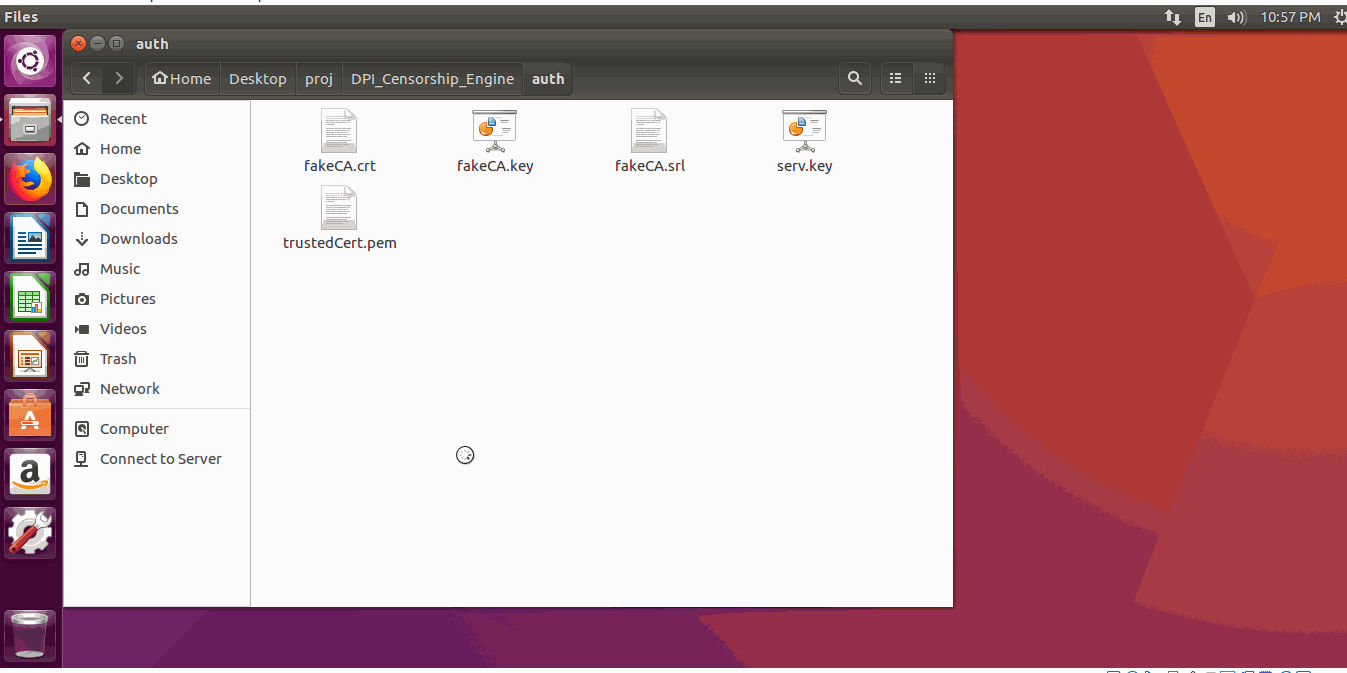 Files
En
10:57 PM
auth
Home
Desktop
proj
DPI_Censorship_Engine
auth
Recent
Home
Desktop
Documents
Downloads
Music
Pictures
Videos
Trash
Network
Computer
Connect to Server
fakeCA.crt
fakeCA.key
fakeCA.srl
serv.key
trustedCert.pem